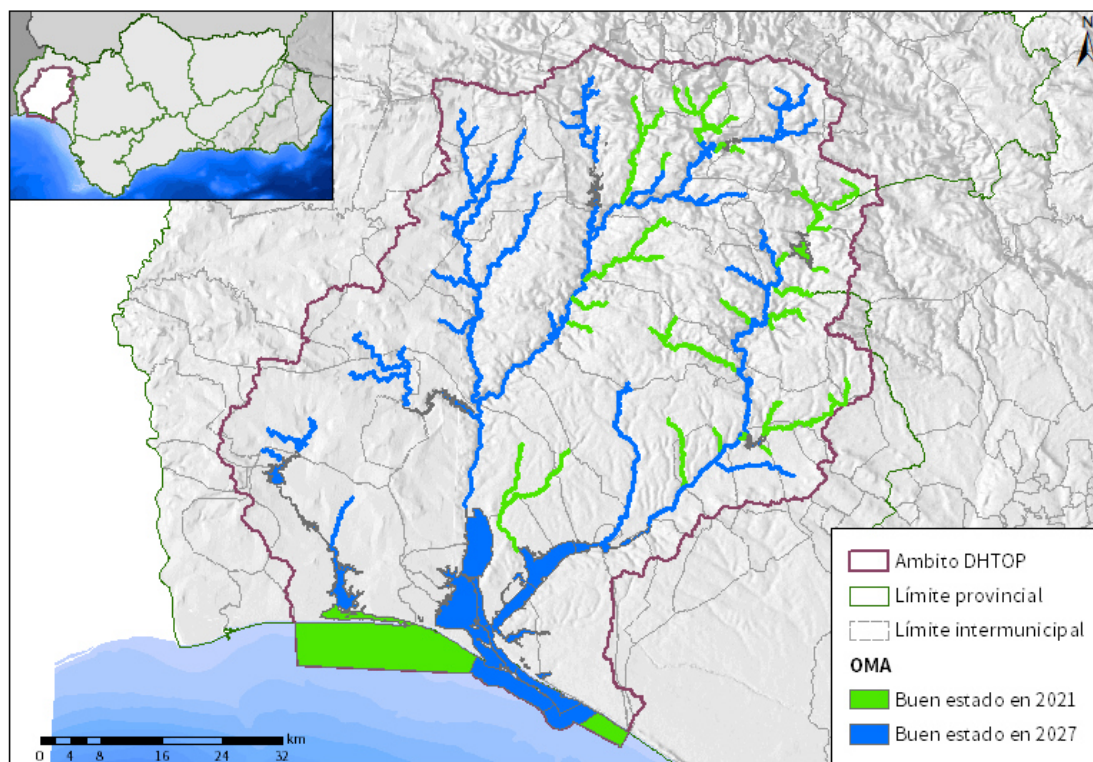 N
Ambito DHTOP
Límite provincial
Límite intermunicipal
OMA
Buen estado en 2021
Buen estado en 2027
km
0 4 8 16 24 32